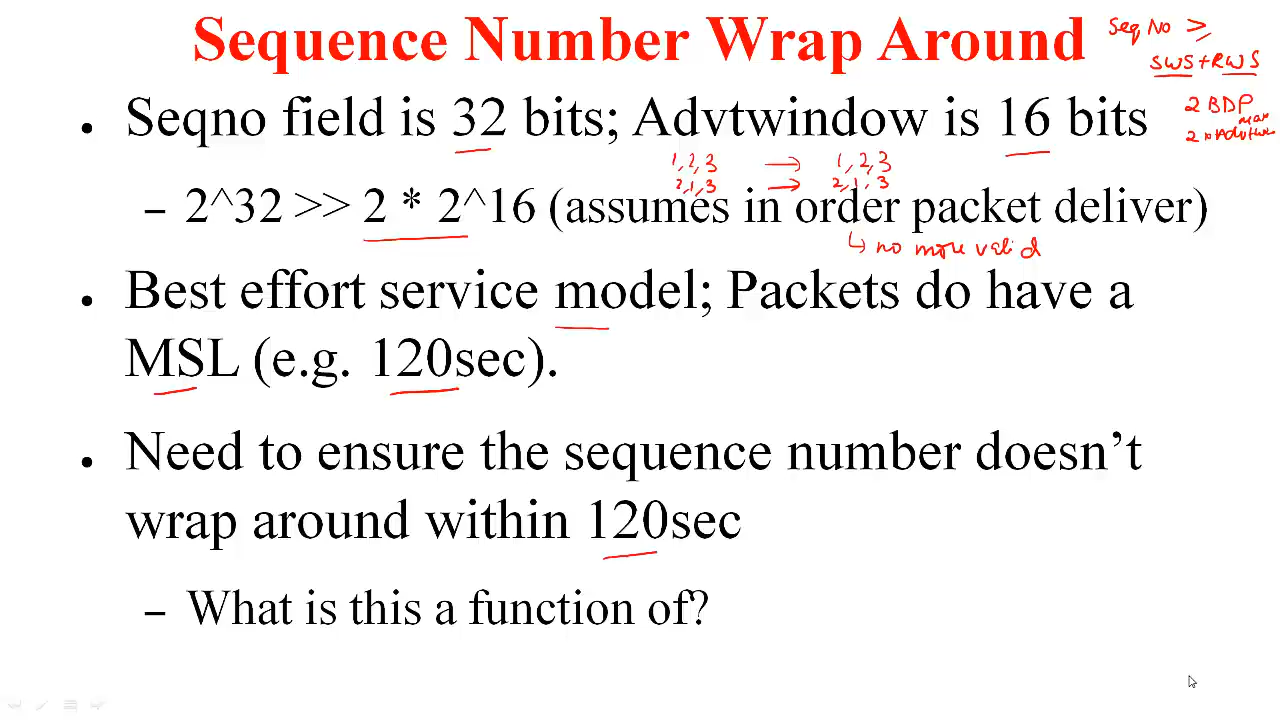 Sequence Number Wrap Around
Seq No ≥
SWS + RWS
• Seqno field is 32 bits; Advtwindow is 16 bits
2 BDP
max
1, 2, 3 → 1, 2, 3
2, 1, 3 → 2, 1, 3
– 2^32 >> 2 * 2^16 (assumes in order packet deliver)
↳ no more valid
• Best effort service model; Packets do have a
MSL (e.g. 120sec).
• Need to ensure the sequence number doesn’t
wrap around within 120sec
– What is this a function of?